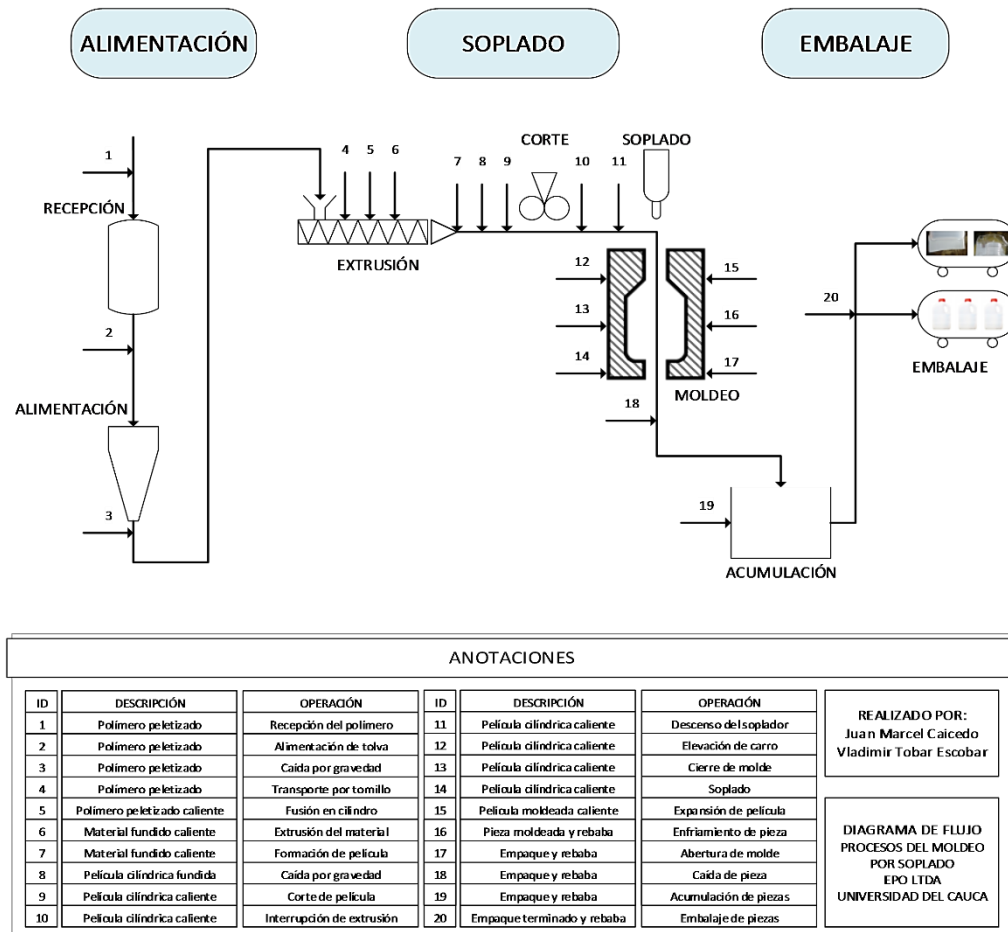 ALIMENTACIÓN
SOPLADO
EMBALAJE
CORTE
SOPLADO
1
4 5 6
7 8 9
10 11
RECEPCIÓN
EXTRUSIÓN
12
15
13
16
20
2
14
17
EMBALAJE
MOLDEO
ALIMENTACIÓN
18
3
19
ACUMULACIÓN
ANOTACIONES
ID DESCRIPCIÓN OPERACIÓN ID DESCRIPCIÓN OPERACIÓN
1 Polímero peletizado Recepción del polímero 11 Película cilíndrica caliente Descenso del soplador
2 Polímero peletizado Alimentación de tolva 12 Película cilíndrica caliente Elevación de carro
3 Polímero peletizado Caída por gravedad 13 Película cilíndrica caliente Cierre de molde
4 Polímero peletizado Transporte por tornillo 14 Película cilíndrica caliente Soplado
5 Polímero peletizado caliente Fusión en cilindro 15 Película moldeada caliente Expansión de película
6 Material fundido caliente Extrusión del material 16 Pieza moldeada y rebaba Enfriamiento de pieza
7 Material fundido caliente Formación de película 17 Empaque y rebaba Abertura de molde
8 Película cilíndrica fundida Caída por gravedad 18 Empaque y rebaba Caída de pieza
9 Película cilíndrica caliente Corte de película 19 Empaque y rebaba Acumulación de piezas
10 Película cilíndrica caliente Interrupción de extrusión 20 Empaque terminado y rebaba Embalaje de piezas
REALIZADO POR:
Juan Marcel Caicedo
Vladimir Tobar Escobar
DIAGRAMA DE FLUJO
PROCESOS DEL MOLDEO
POR SOPLADO
EPO LTDA
UNIVERSIDAD DEL CAUCA